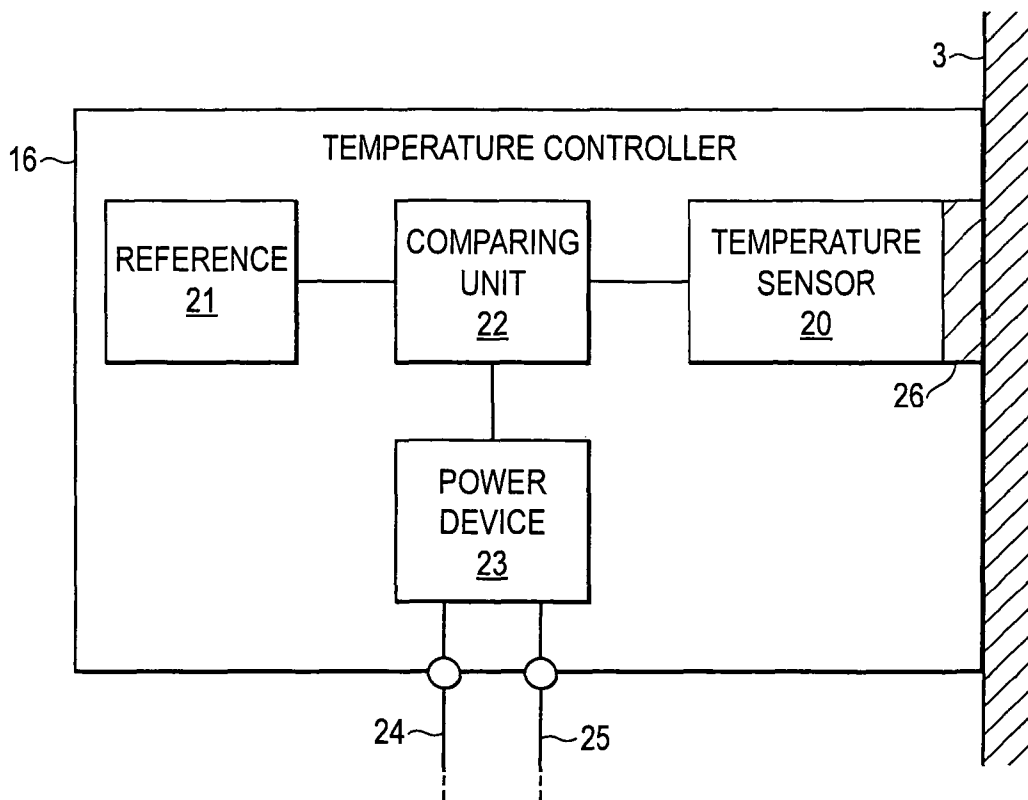 3
16
TEMPERATURE CONTROLLER
REFERENCE
21
COMPARING
UNIT
22
TEMPERATURE
SENSOR
20
26
POWER
DEVICE
23
24
25